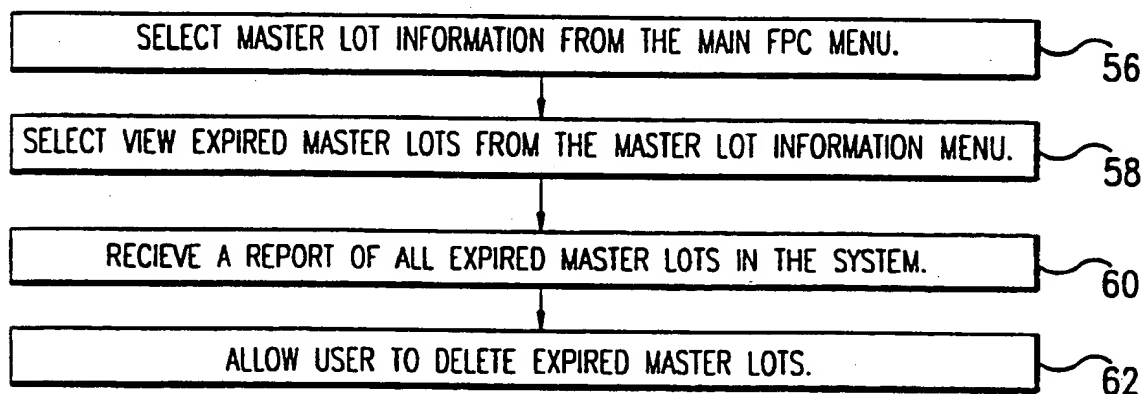 SELECT MASTER LOT INFORMATION FROM THE MAIN FPC MENU.
56
SELECT VIEW EXPIRED MASTER LOTS FROM THE MASTER LOT INFORMATION MENU.
58
RECIEVE A REPORT OF ALL EXPIRED MASTER LOTS IN THE SYSTEM.
60
ALLOW USER TO DELETE EXPIRED MASTER LOTS.
62